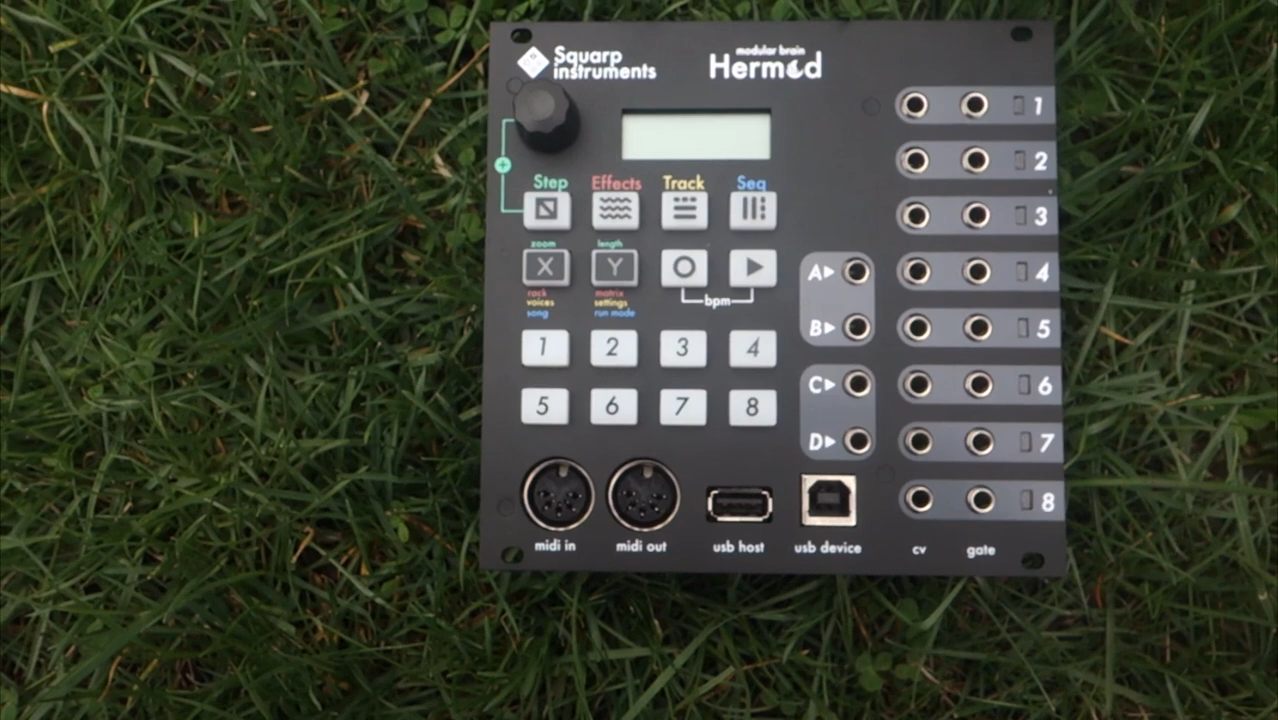 Squarp
instruments
modular brain
Hermod
1
2
3
4
5
6
7
8
+
Step Effects Track Seq
zoom length
X Y
rack
voices
song
matrix
settings
run mode
bpm
A
B
C
D
1 2 3 4
5 6 7 8
midi in midi out usb host usb device cv gate